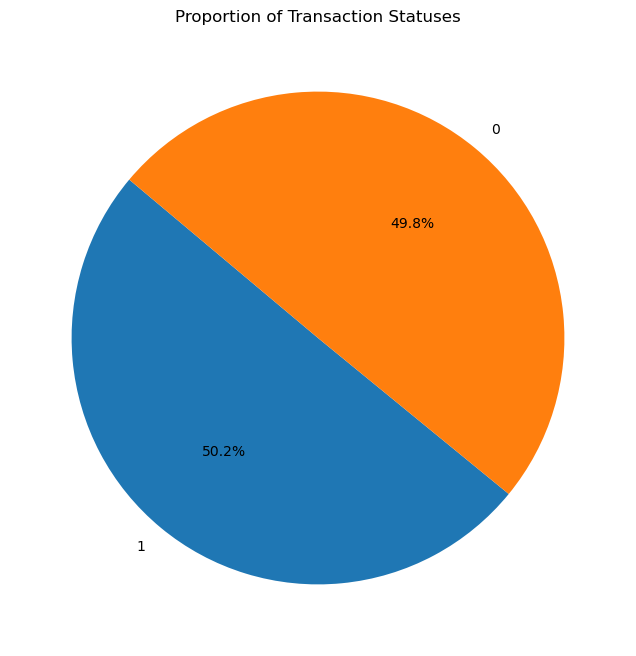 Proportion of Transaction Statuses
0
49.8%
50.2%
1